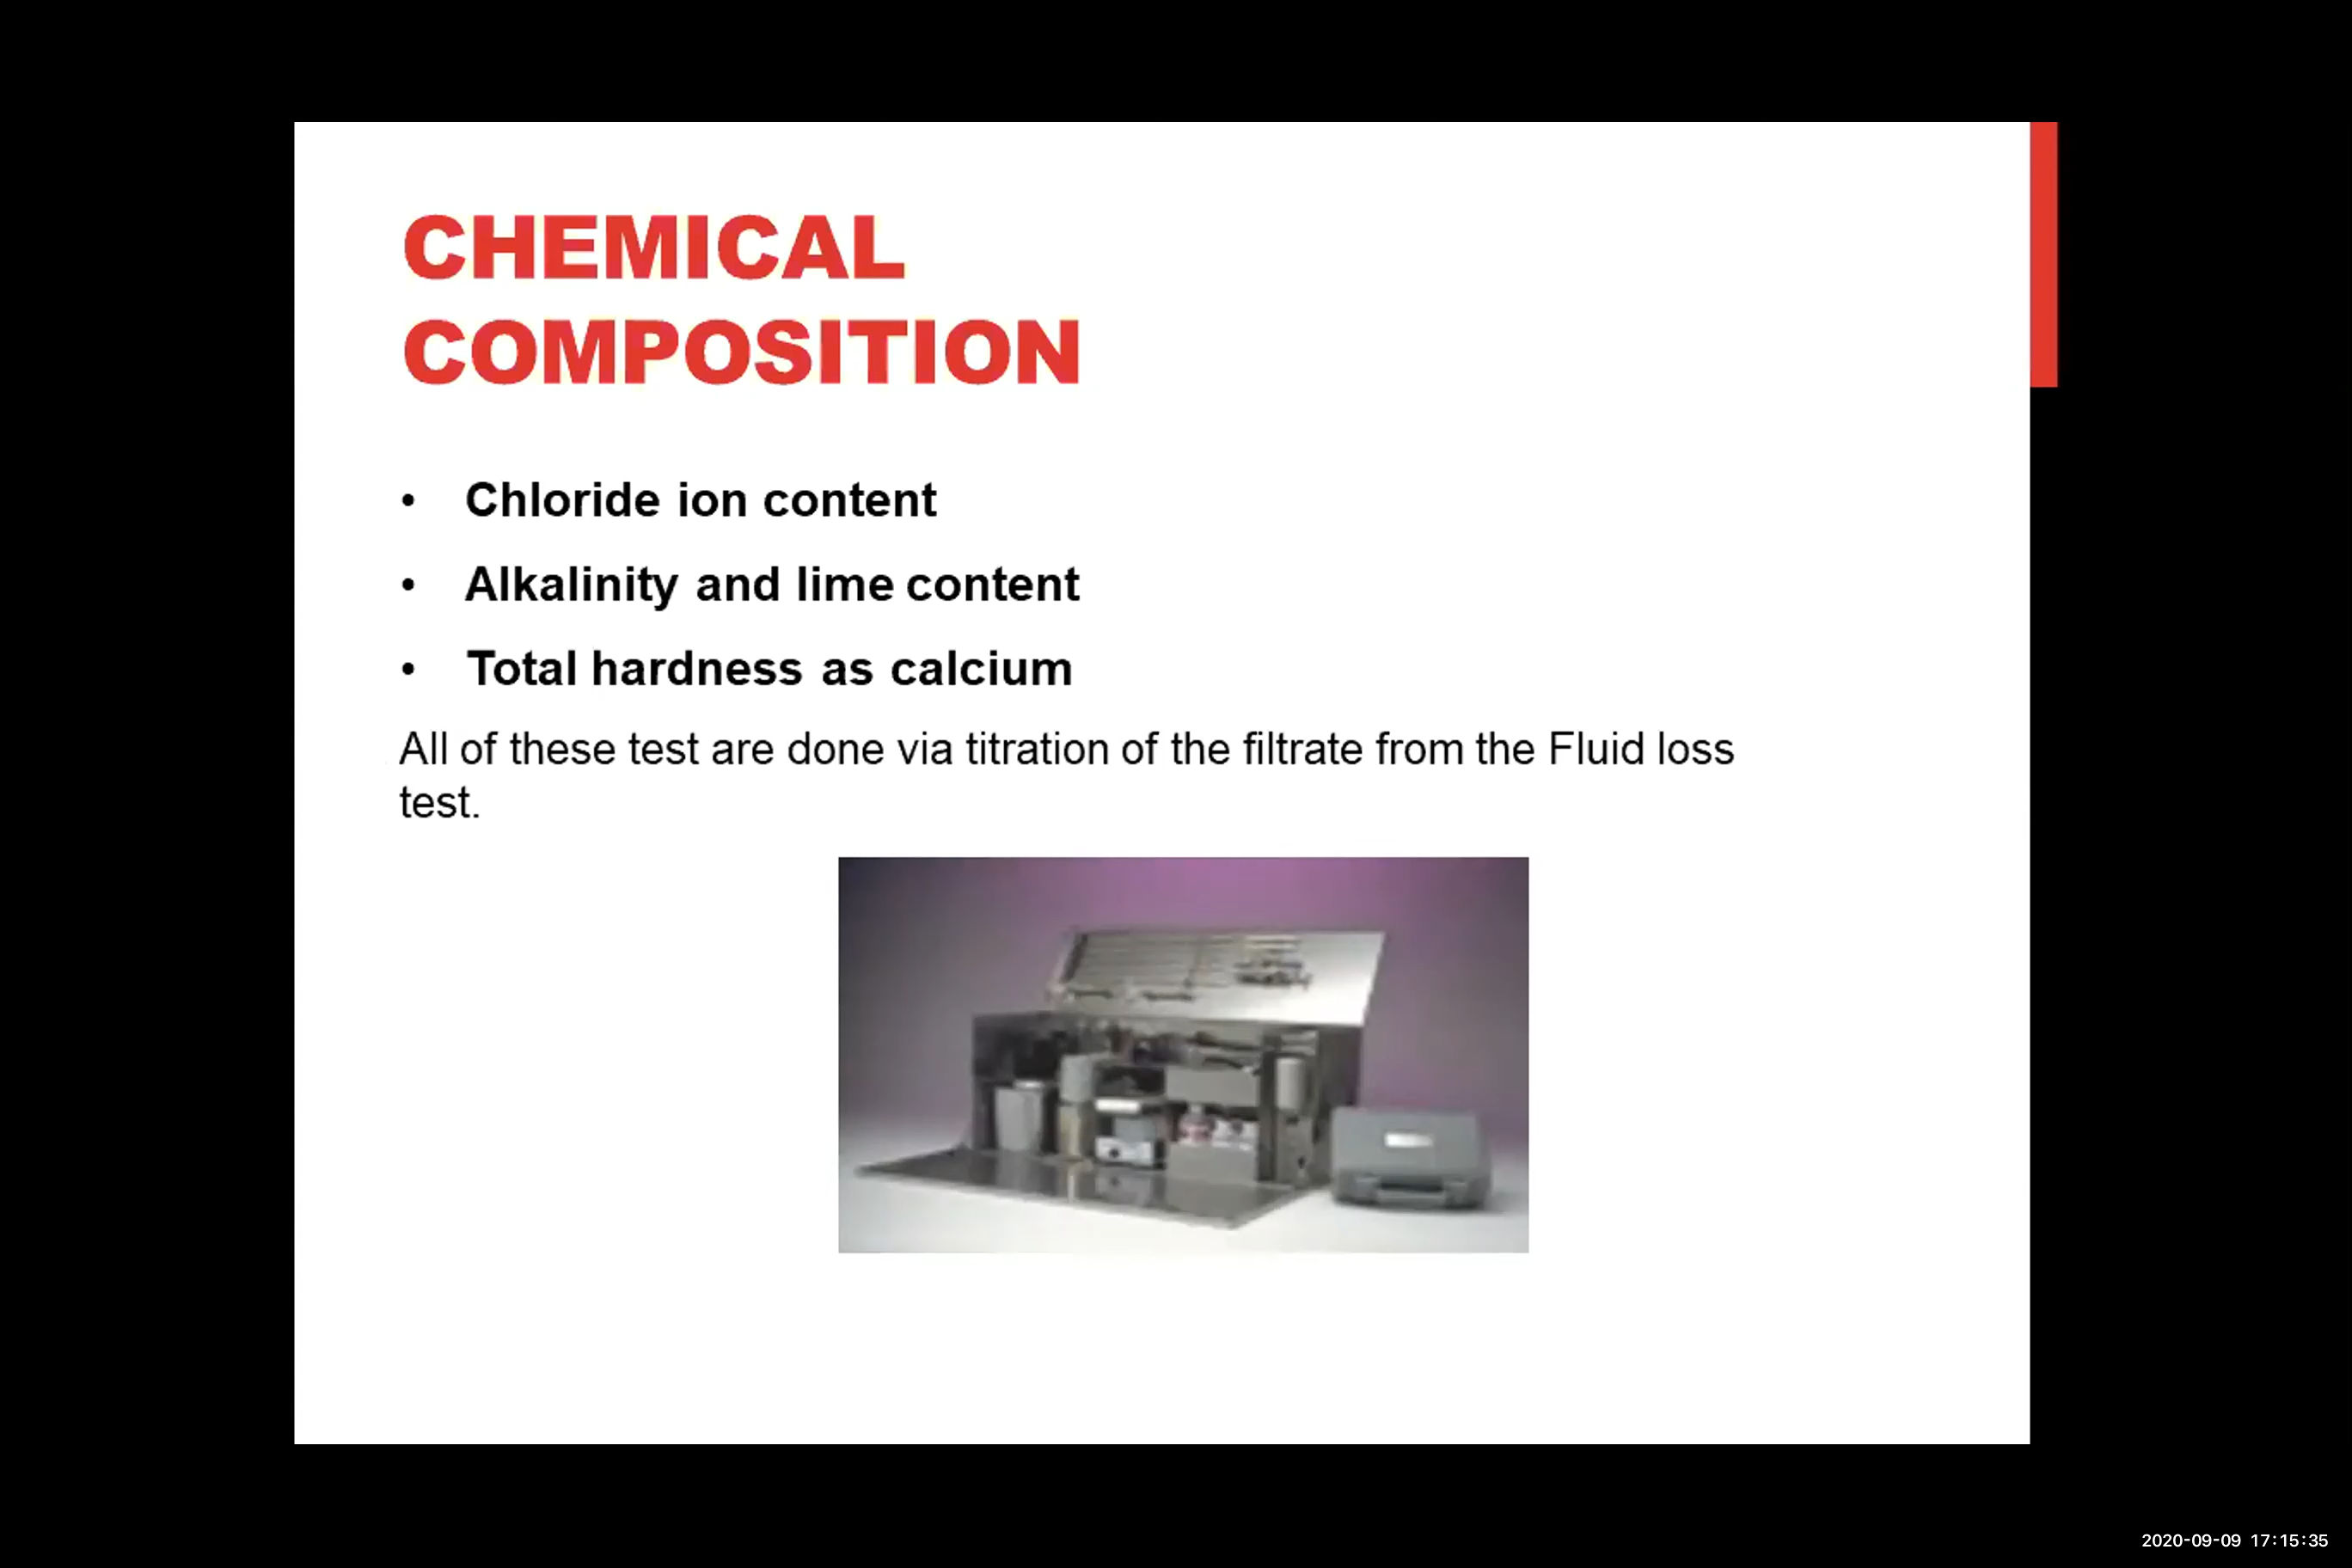 CHEMICAL
COMPOSITION
• Chloride ion content
• Alkalinity and lime content
• Total hardness as calcium
All of these test are done via titration of the filtrate from the Fluid loss
test.
2020-09-09 17:15:35